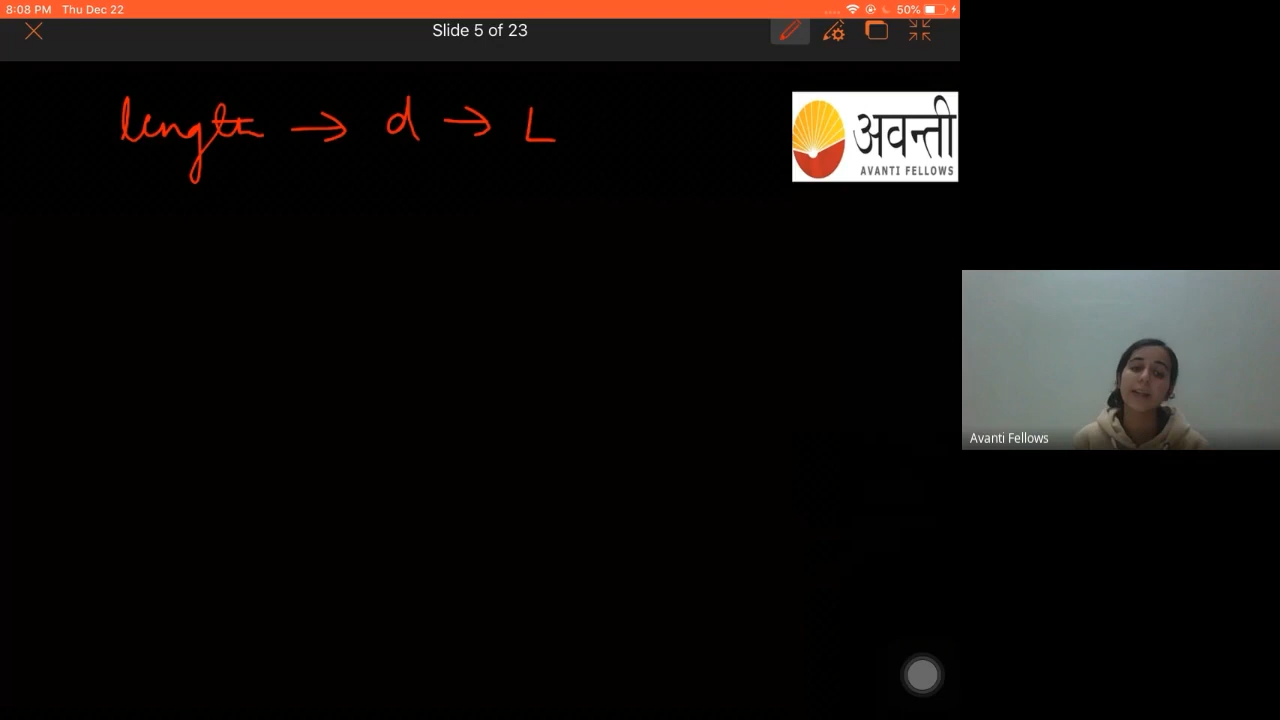 8:08 PM Thu Dec 22
50%
Slide 5 of 23
length → d → L
अवन्ती
AVANTI FELLOWS
Avanti Fellows